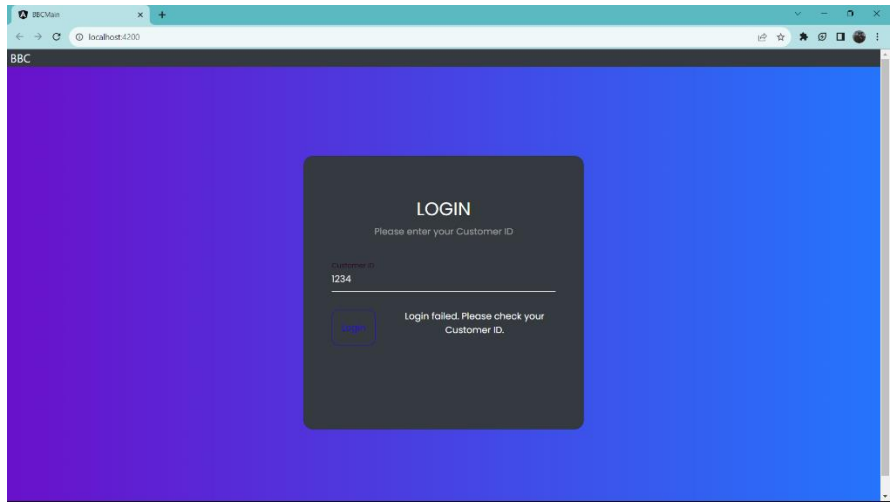 BBCMain
localhost:4200
BBC
LOGIN
Please enter your Customer ID
Customer ID
1234
Login
Login failed. Please check your
Customer ID.